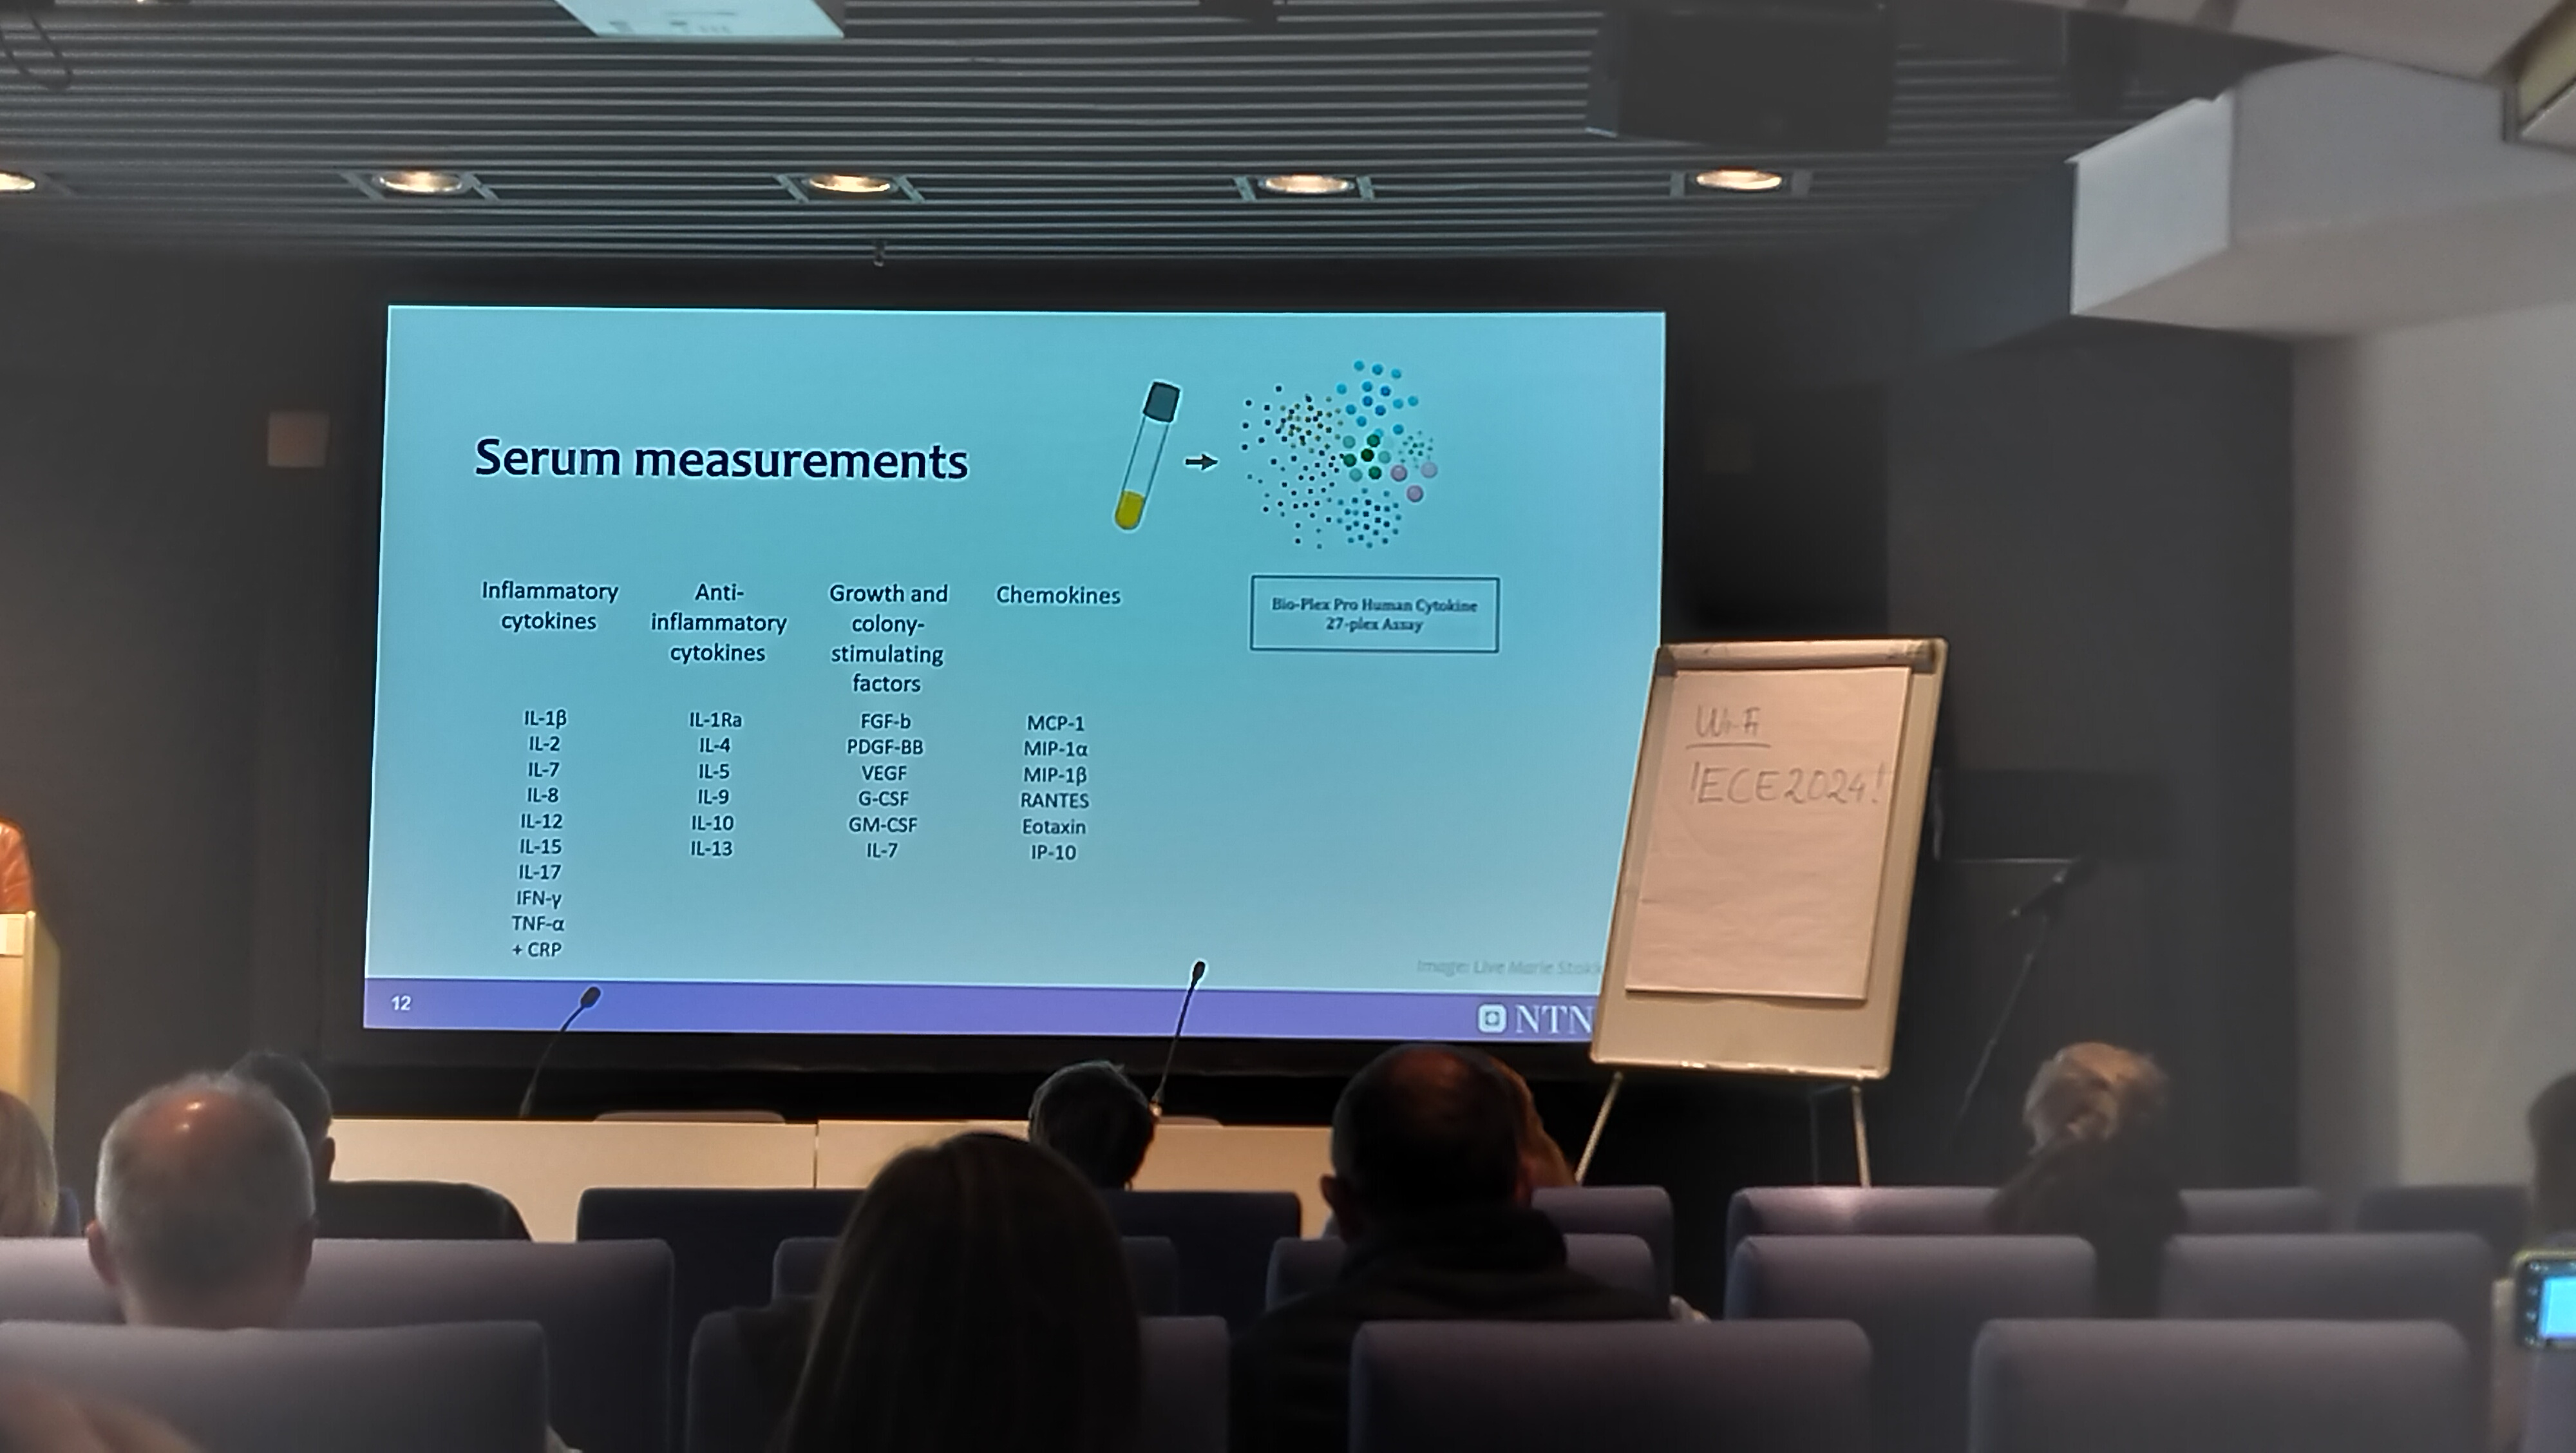 Serum measurements
Inflammatory
cytokines
IL-1β
IL-2
IL-7
IL-8
IL-12
IL-15
IL-17
IFN-γ
TNF-α
+ CRP
Anti-
inflammatory
cytokines
IL-1Ra
IL-4
IL-5
IL-9
IL-10
IL-13
Growth and
colony-
stimulating
factors
FGF-b
PDGF-BB
VEGF
G-CSF
GM-CSF
IL-7
Chemokines
MCP-1
MIP-1α
MIP-1β
RANTES
Eotaxin
IP-10
Bio-Plex Pro Human Cytokine
27-plex Assay
Image: Live Marie
12
NTN
Wi-Fi
!ECE2024!